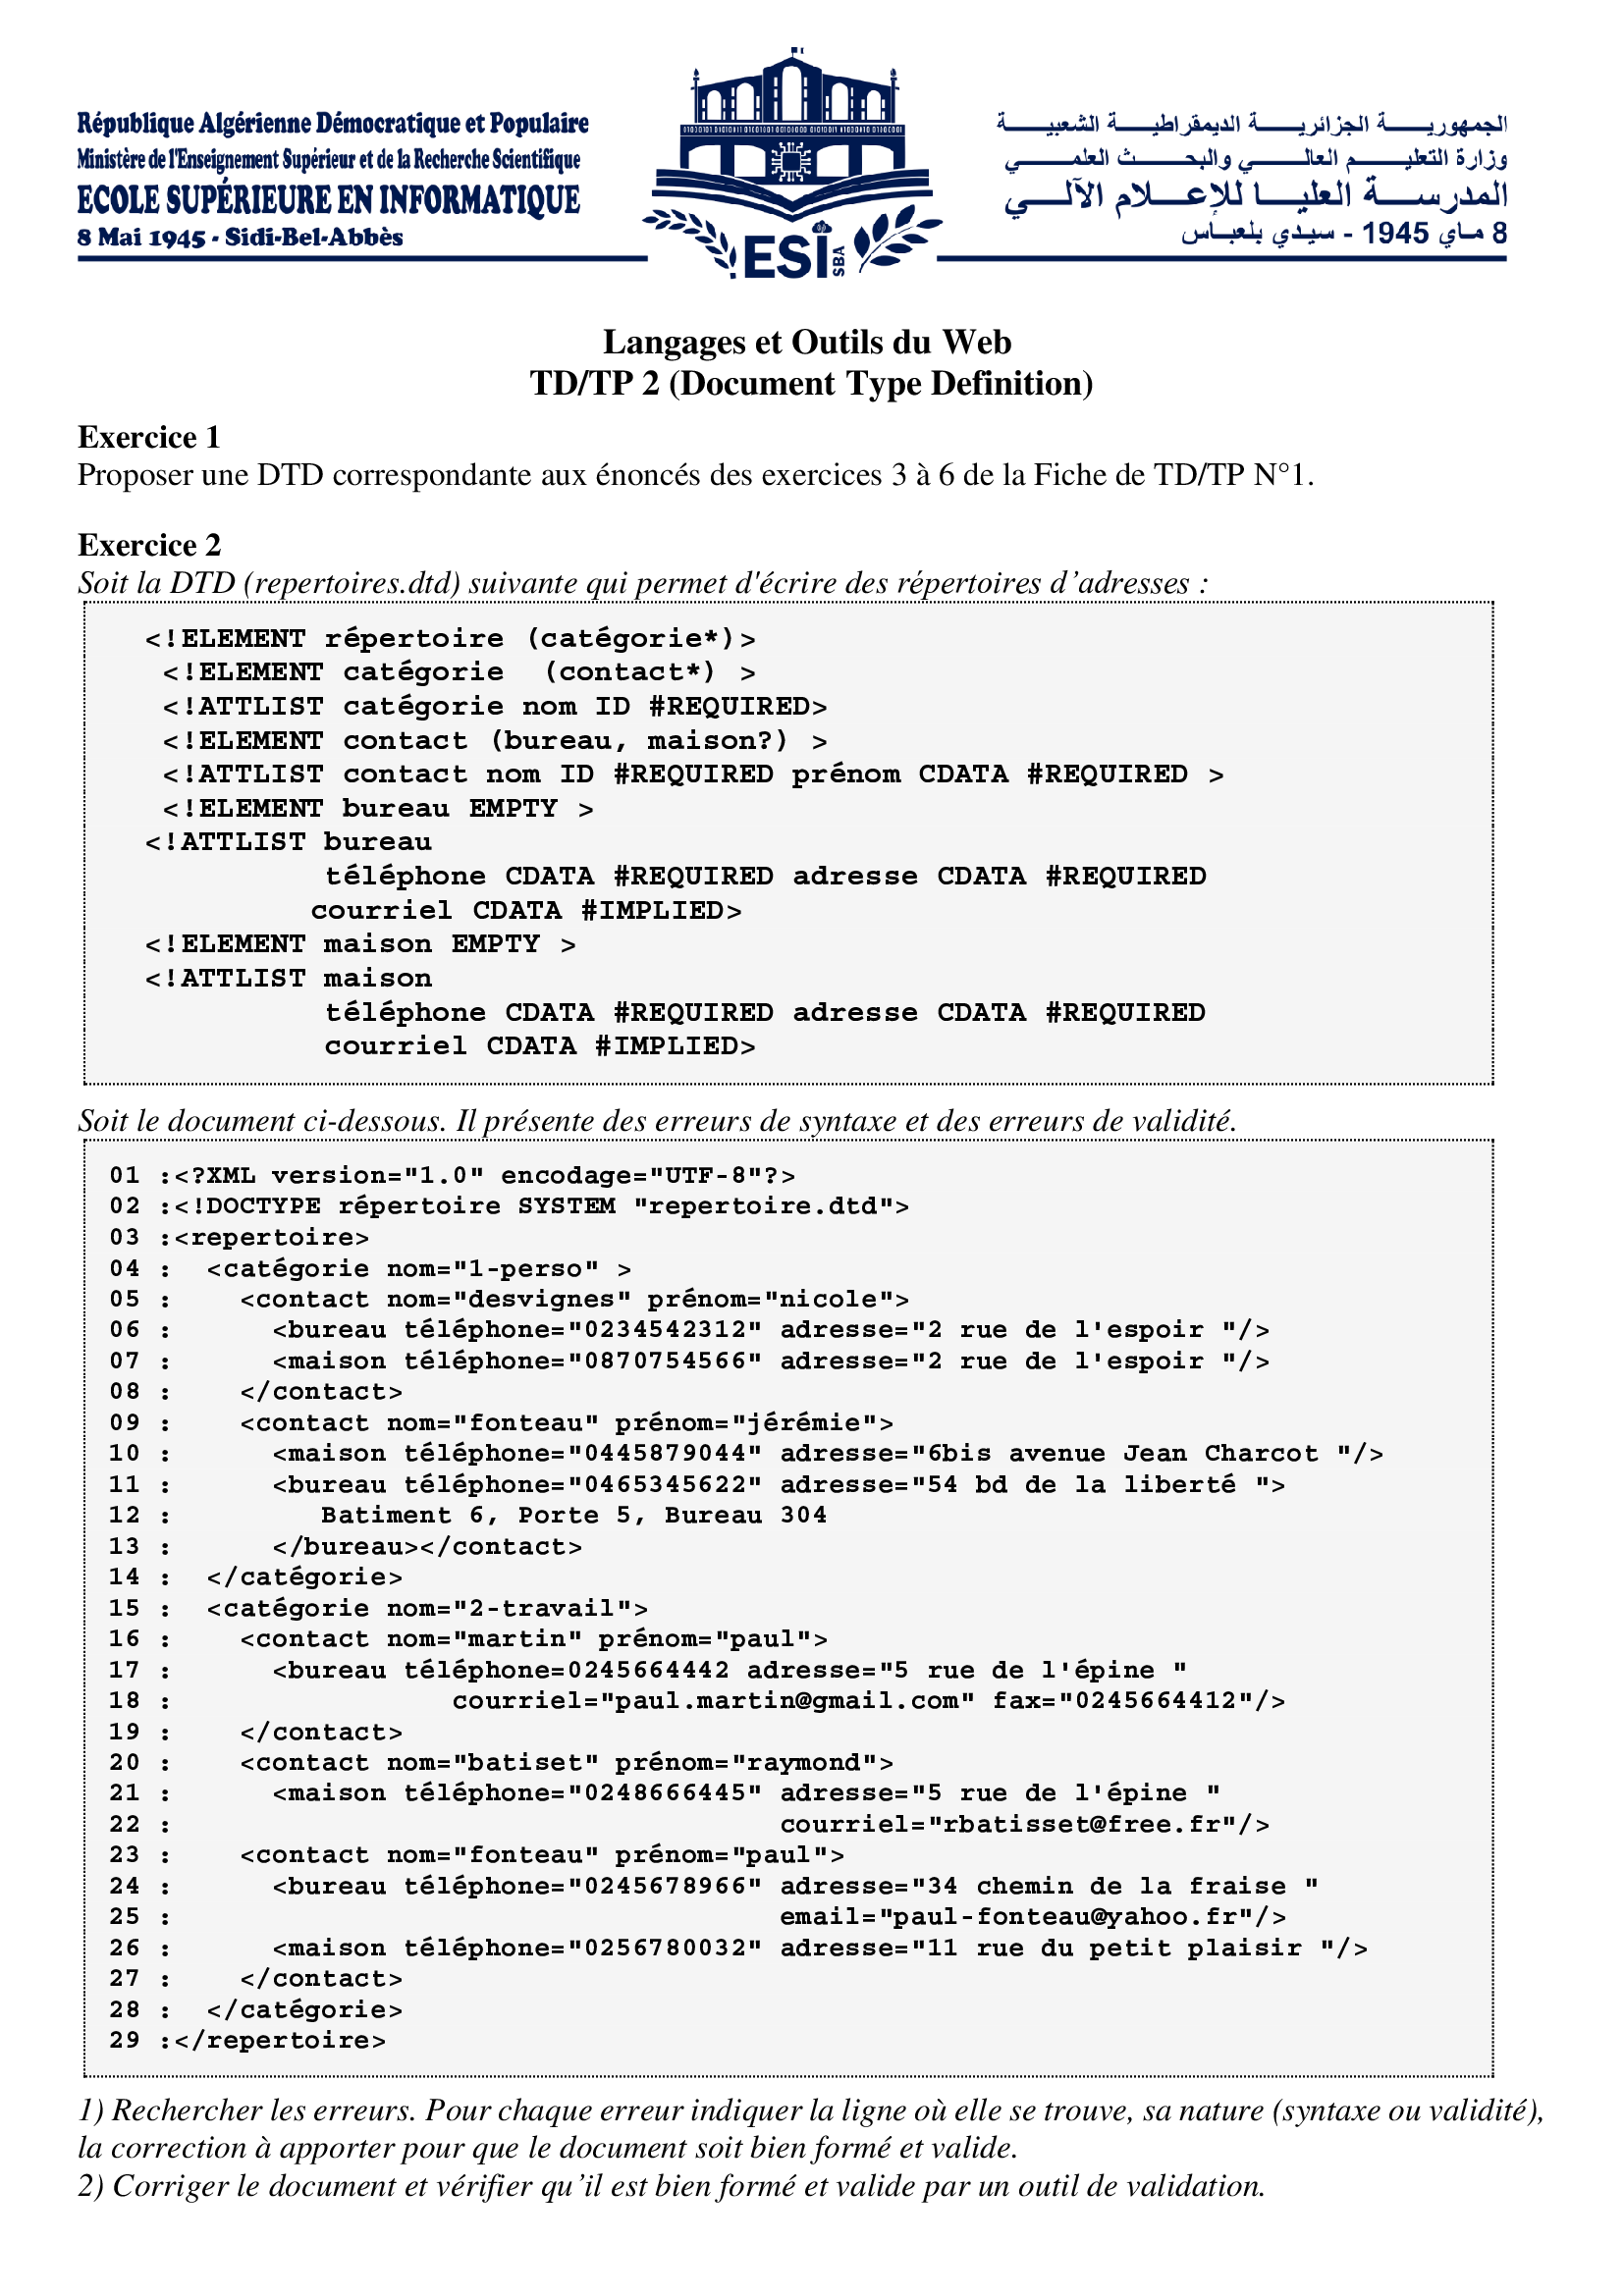 République Algérienne Démocratique et Populaire
Ministère de l'Enseignement Supérieur et de la Recherche Scientifique
ECOLE SUPÉRIEURE EN INFORMATIQUE
8 Mai 1945 - Sidi-Bel-Abbès
ESI
SBA
الجمهوريــــة الجزائريــــة الديمقراطيــــة الشعبيــــة
وزارة التعليــــم العالــــي والبحــــث العلمــــي
المدرســـة العليـــا للإعـــلام الآلـــي
8 مـاي 1945 - سيـدي بلعبـاس
Langages et Outils du Web
TD/TP 2 (Document Type Definition)
Exercice 1
Proposer une DTD correspondante aux énoncés des exercices 3 à 6 de la Fiche de TD/TP N°1.
Exercice 2
Soit la DTD (repertoires.dtd) suivante qui permet d'écrire des répertoires d’adresses :
<!ELEMENT répertoire (catégorie*)>
<!ELEMENT catégorie  (contact*) >
<!ATTLIST catégorie nom ID #REQUIRED>
<!ELEMENT contact (bureau, maison?) >
<!ATTLIST contact nom ID #REQUIRED prénom CDATA #REQUIRED >
<!ELEMENT bureau EMPTY >
<!ATTLIST bureau
téléphone CDATA #REQUIRED adresse CDATA #REQUIRED
courriel CDATA #IMPLIED>
<!ELEMENT maison EMPTY >
<!ATTLIST maison
téléphone CDATA #REQUIRED adresse CDATA #REQUIRED
courriel CDATA #IMPLIED>
Soit le document ci-dessous. Il présente des erreurs de syntaxe et des erreurs de validité.
01 :<?XML version="1.0" encodage="UTF-8"?>
02 :<!DOCTYPE répertoire SYSTEM "repertoire.dtd">
03 :<repertoire>
04 :  <catégorie nom="1-perso" >
05 :    <contact nom="desvignes" prénom="nicole">
06 :      <bureau téléphone="0234542312" adresse="2 rue de l'espoir "/>
07 :      <maison téléphone="0870754566" adresse="2 rue de l'espoir "/>
08 :    </contact>
09 :    <contact nom="fonteau" prénom="jérémie">
10 :      <maison téléphone="0445879044" adresse="6bis avenue Jean Charcot "/>
11 :      <bureau téléphone="0465345622" adresse="54 bd de la liberté ">
12 :         Batiment 6, Porte 5, Bureau 304
13 :      </bureau></contact>
14 :  </catégorie>
15 :  <catégorie nom="2-travail">
16 :    <contact nom="martin" prénom="paul">
17 :      <bureau téléphone=0245664442 adresse="5 rue de l'épine "
18 :                 courriel="paul.martin@gmail.com" fax="0245664412"/>
19 :    </contact>
20 :    <contact nom="batiset" prénom="raymond">
21 :      <maison téléphone="0248666445" adresse="5 rue de l'épine "
22 :                                     courriel="rbatisset@free.fr"/>
23 :    <contact nom="fonteau" prénom="paul">
24 :      <bureau téléphone="0245678966" adresse="34 chemin de la fraise "
25 :                                     email="paul-fonteau@yahoo.fr"/>
26 :      <maison téléphone="0256780032" adresse="11 rue du petit plaisir "/>
27 :    </contact>
28 :  </catégorie>
29 :</repertoire>
1) Rechercher les erreurs. Pour chaque erreur indiquer la ligne où elle se trouve, sa nature (syntaxe ou validité),
la correction à apporter pour que le document soit bien formé et valide.
2) Corriger le document et vérifier qu’il est bien formé et valide par un outil de validation.